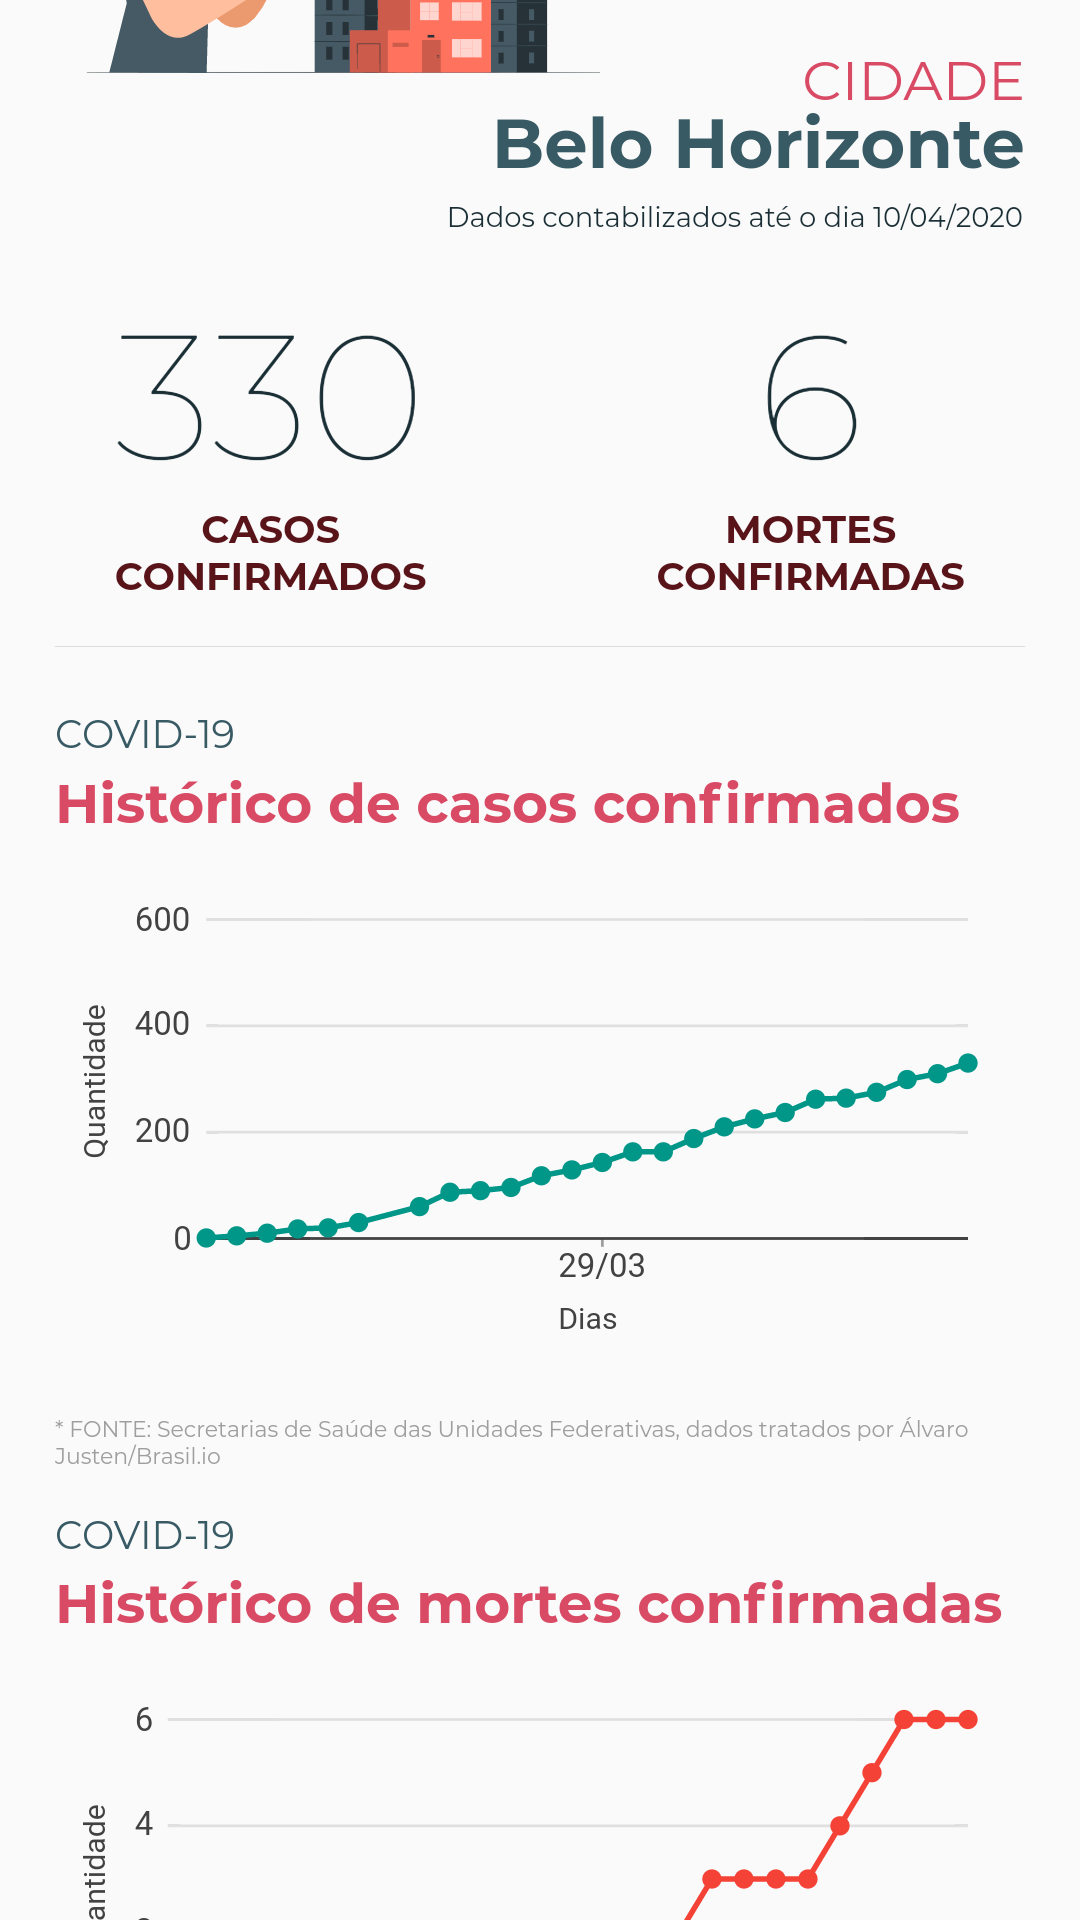 CIDADE
Belo Horizonte
Dados contabilizados até o dia 10/04/2020
330
6
CASOS
CONFIRMADOS
MORTES
CONFIRMADAS
COVID-19
Histórico de casos confirmados
600
400
200
0
Quantidade
29/03
Dias
* FONTE: Secretarias de Saúde das Unidades Federativas, dados tratados por Álvaro
Justen/Brasil.io
COVID-19
Histórico de mortes confirmadas
6
4
antidade